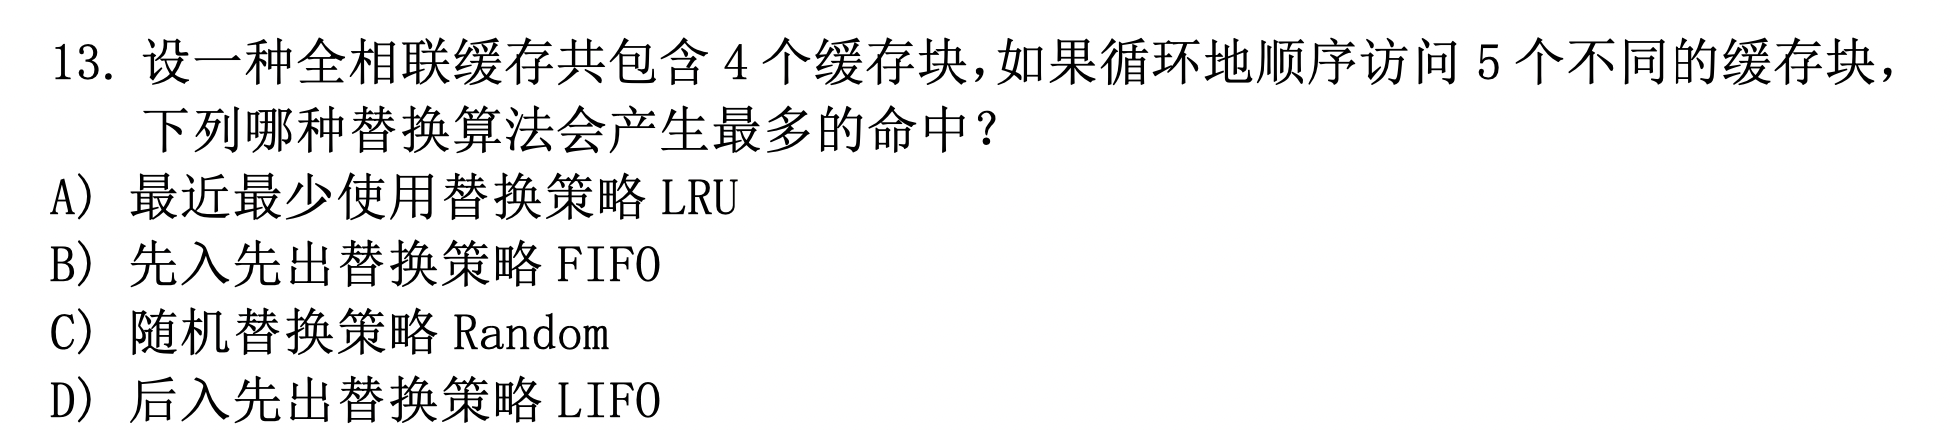 13. 设一种全相联缓存共包含 4 个缓存块，如果循环地顺序访问 5 个不同的缓存块，
下列哪种替换算法会产生最多的命中？
A) 最近最少使用替换策略 LRU
B) 先入先出替换策略 FIFO
C) 随机替换策略 Random
D) 后入先出替换策略 LIFO